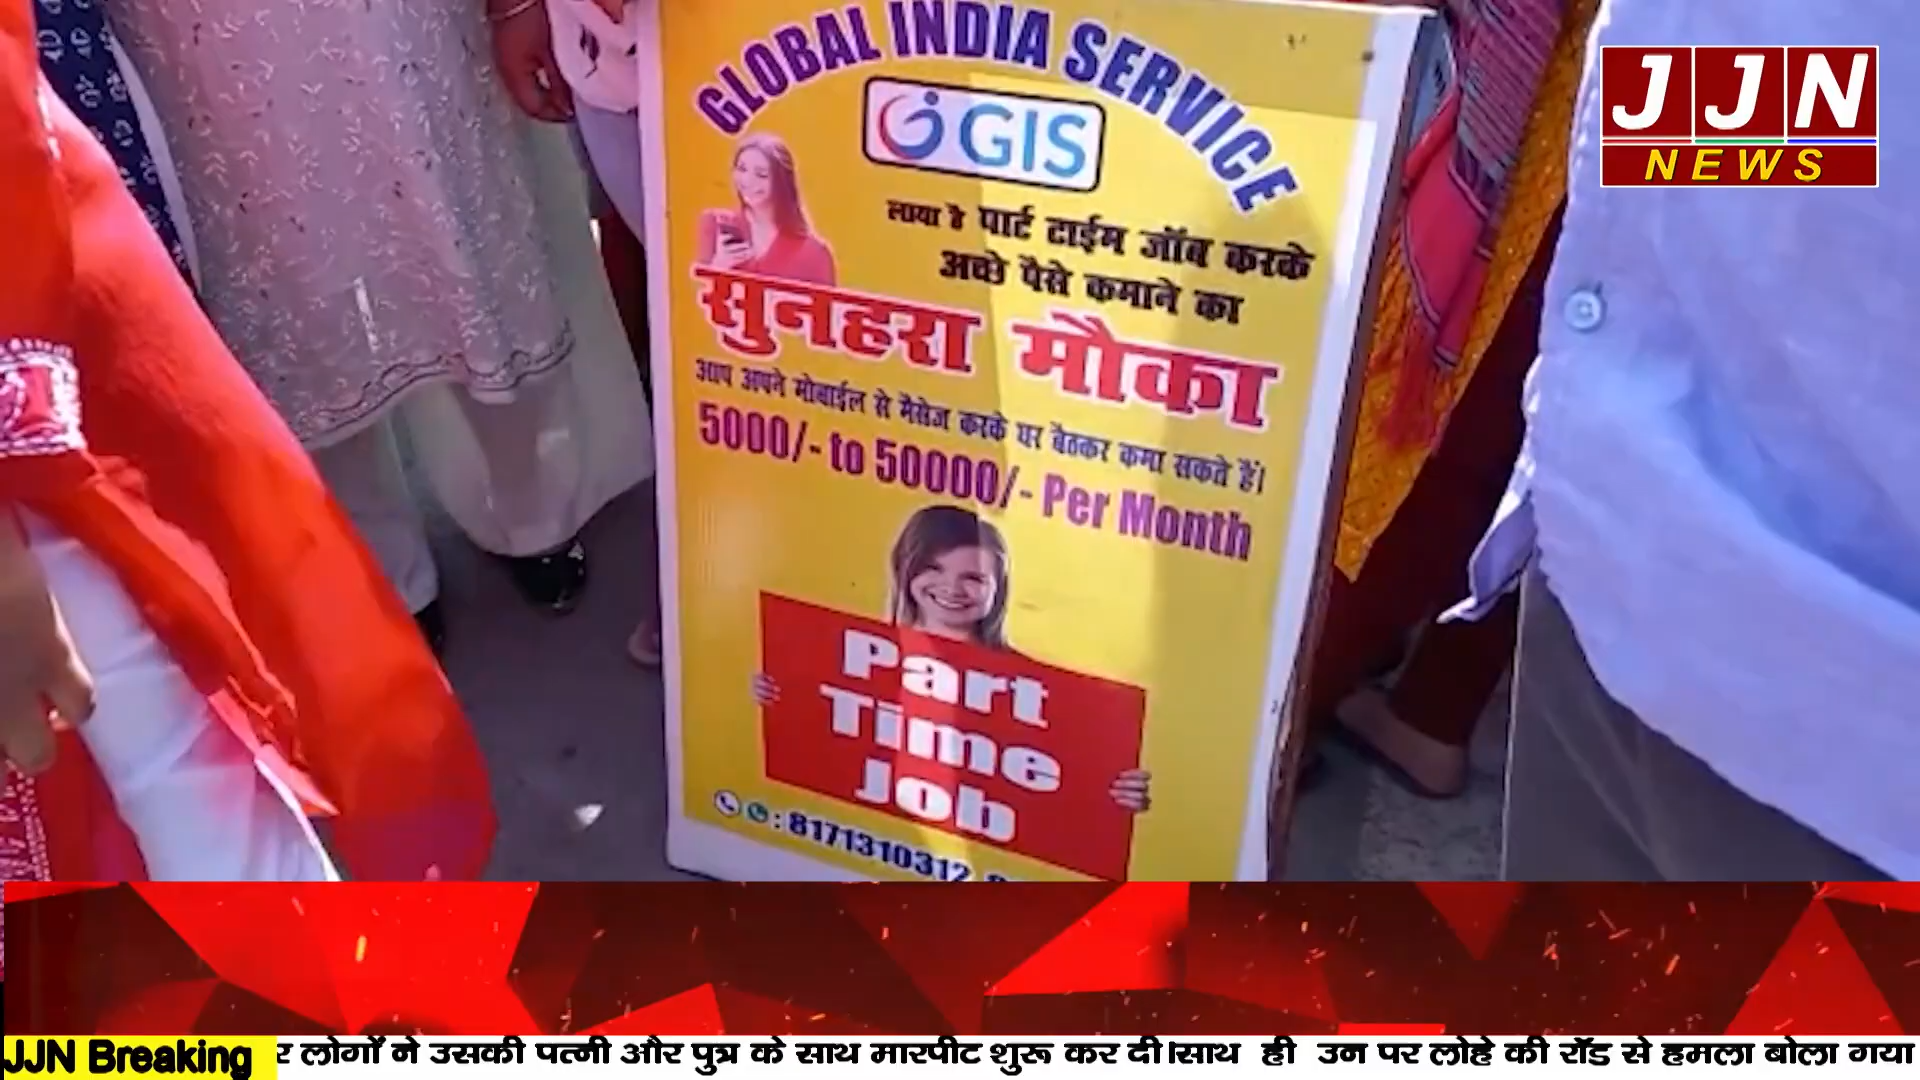 GLOBAL INDIA SERVICE
GIS
JJN
NEWS
लाया है पार्ट टाईम जॉब करके
अच्छे पैसे कमाने का
सुनहरा मौका
आप अपने मोबाईल से मैसेज करके घर बैठकर कमा सकते हैं।
5000/- to 50000/- Per Month
Part
Time
Job
: 8171310312
JJN Breaking
लोगों ने उसकी पत्नी और पुत्र के साथ मारपीट शुरू कर दी।साथ ही उन पर लोहे की रॉड से हमला बोला गया